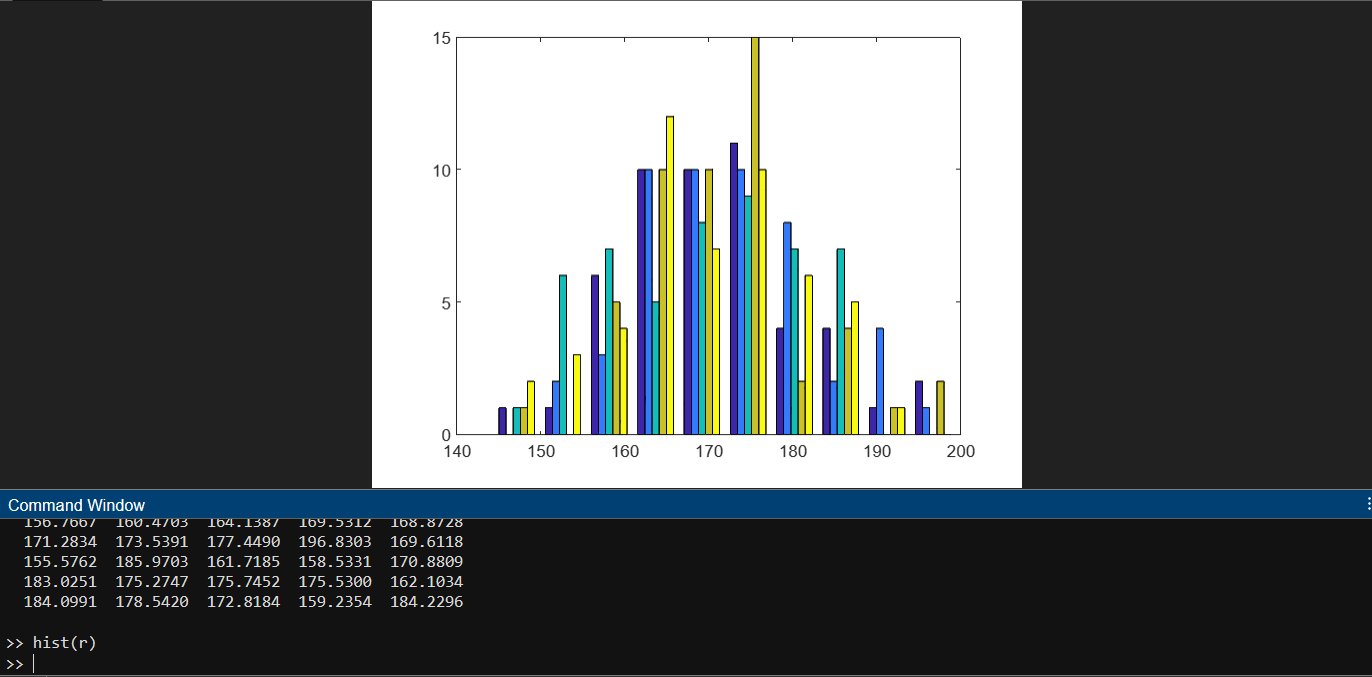 15
10
5
0
140 150 160 170 180 190 200
Command Window
156.7667 160.4703 164.1387 169.5312 168.8728
171.2834 173.5391 177.4490 196.8303 169.6118
155.5762 185.9703 161.7185 158.5331 170.8809
183.0251 175.2747 175.7452 175.5300 162.1034
184.0991 178.5420 172.8184 159.2354 184.2296
>> hist(r)
>>